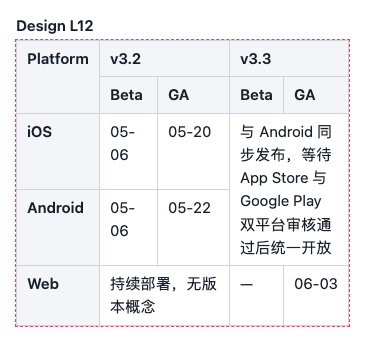 Design L12
Platform v3.2 v3.3
Beta GA Beta GA
iOS 05-06 05-20 与 Android 同步发布，等待 App Store 与 Google Play 双平台审核通过后统一开放
Android 05-06 05-22
Web 持续部署，无版本概念 — 06-03